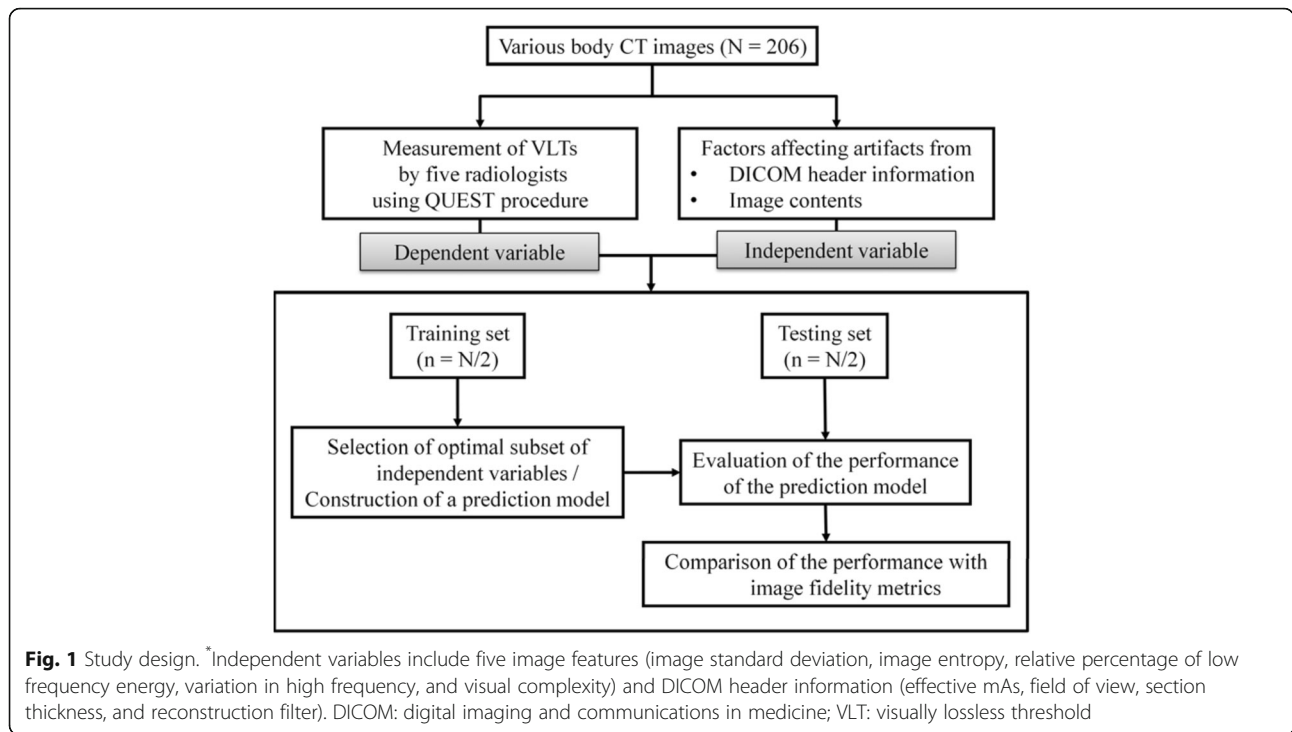 Various body CT images (N = 206)
Measurement of VLTs
by five radiologists
using QUEST procedure
Factors affecting artifacts from
• DICOM header information
• Image contents
Dependent variable
Independent variable
Training set
(n = N/2)
Testing set
(n = N/2)
Selection of optimal subset of
independent variables /
Construction of a prediction model
Evaluation of the performance
of the prediction model
Comparison of the performance with
image fidelity metrics
Fig. 1 Study design. *Independent variables include five image features (image standard deviation, image entropy, relative percentage of low
frequency energy, variation in high frequency, and visual complexity) and DICOM header information (effective mAs, field of view, section
thickness, and reconstruction filter). DICOM: digital imaging and communications in medicine; VLT: visually lossless threshold